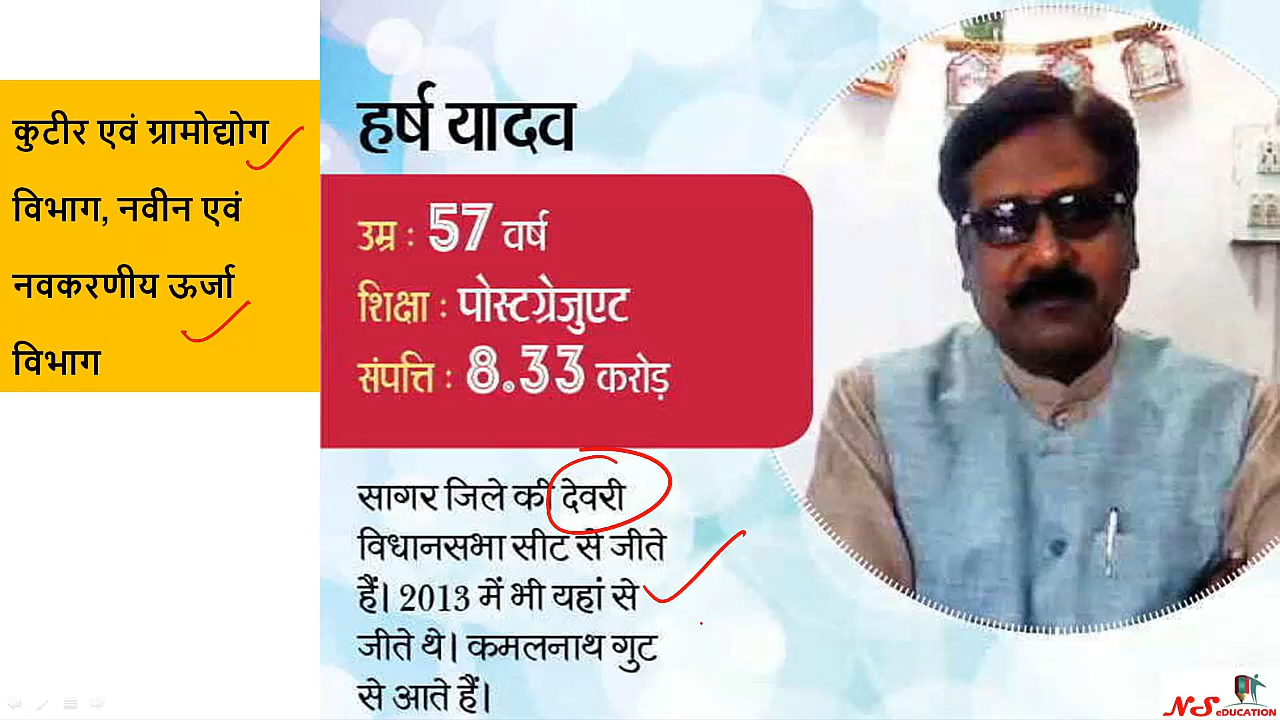 कुटीर एवं ग्रामोद्योग
विभाग, नवीन एवं
नवकरणीय ऊर्जा
विभाग
हर्ष यादव
उम्र : 57 वर्ष
शिक्षा : पोस्टग्रेजुएट
संपत्ति : 8.33 करोड़
सागर जिले की देवरी
विधानसभा सीट से जीते
हैं। 2013 में भी यहां से
जीते थे। कमलनाथ गुट
से आते हैं।
NS eDUCATION